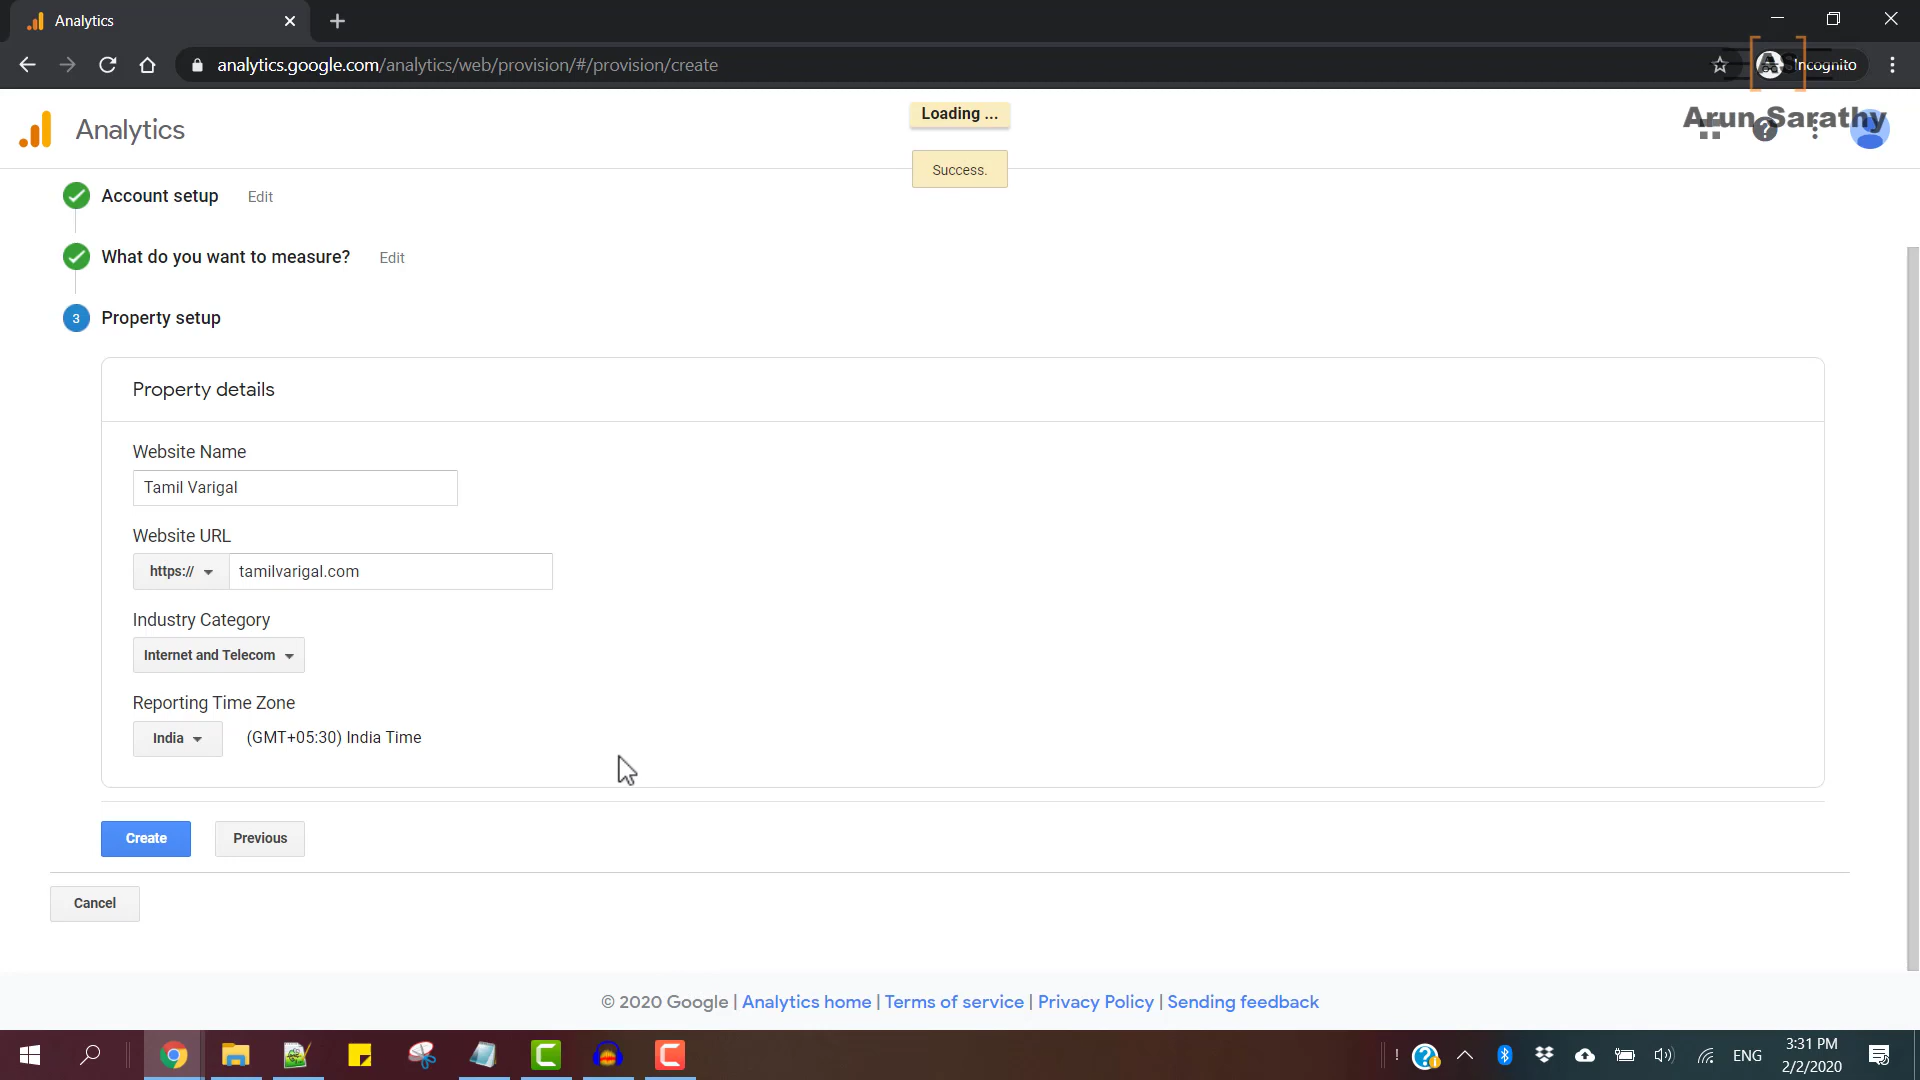 Analytics
analytics.google.com/analytics/web/provision/#/provision/create
Incognito
Analytics
Loading ...
Arun Sarathy
Success.
Account setup Edit
What do you want to measure? Edit
3 Property setup
Property details
Website Name
Tamil Varigal
Website URL
https:// tamilvarigal.com
Industry Category
Internet and Telecom
Reporting Time Zone
India (GMT+05:30) India Time
Create Previous
Cancel
© 2020 Google | Analytics home | Terms of service | Privacy Policy | Sending feedback
ENG
3:31 PM
2/2/2020